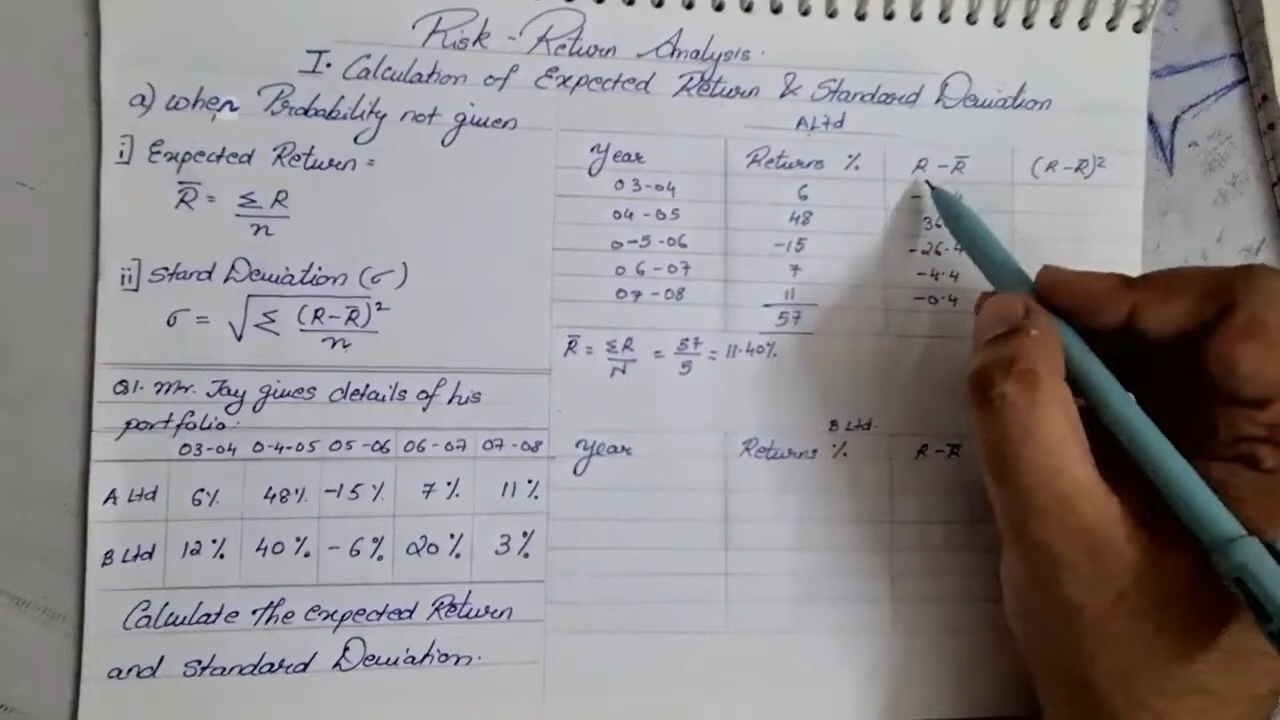 Risk - Return Analysis.
I. Calculation of Expected Return & Standard Deviation
a) when Probability not given
i] Expected Return =
R̅ = Σ R / n
ii] Stard Deviation (σ)
σ = √Σ (R-R̅)² / n
Q1. Mr. Jay gives details of his
portfolio.
03-04 0-4-05 05-06 06-07 07-08
A Ltd 6% 48% -15% 7% 11%
B Ltd 12% 40% -6% 20% 3%
Calculate the expected Return
and Standard Deviation.
A Ltd
Year Returns % R-R̅ (R-R̅)²
03-04 6
04-05 48
0-5-06 -15 -26.4
06-07 7 -4.4
07-08 11 -0.4
57
R̅ = ΣR / N = 57 / 5 = 11.40%
B Ltd.
Year Returns % R-R̅